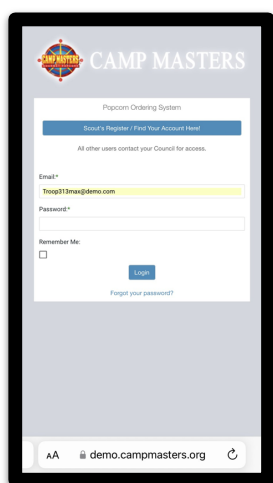 CAMP MASTERS
CAMP MASTERS
Popcorn Ordering System
Scout's Register / Find Your Account Here!
All other users contact your Council for access.
Email:*
Troop313max@demo.com
Password:*
Remember Me:
Login
Forgot your password?
AA
demo.campmasters.org